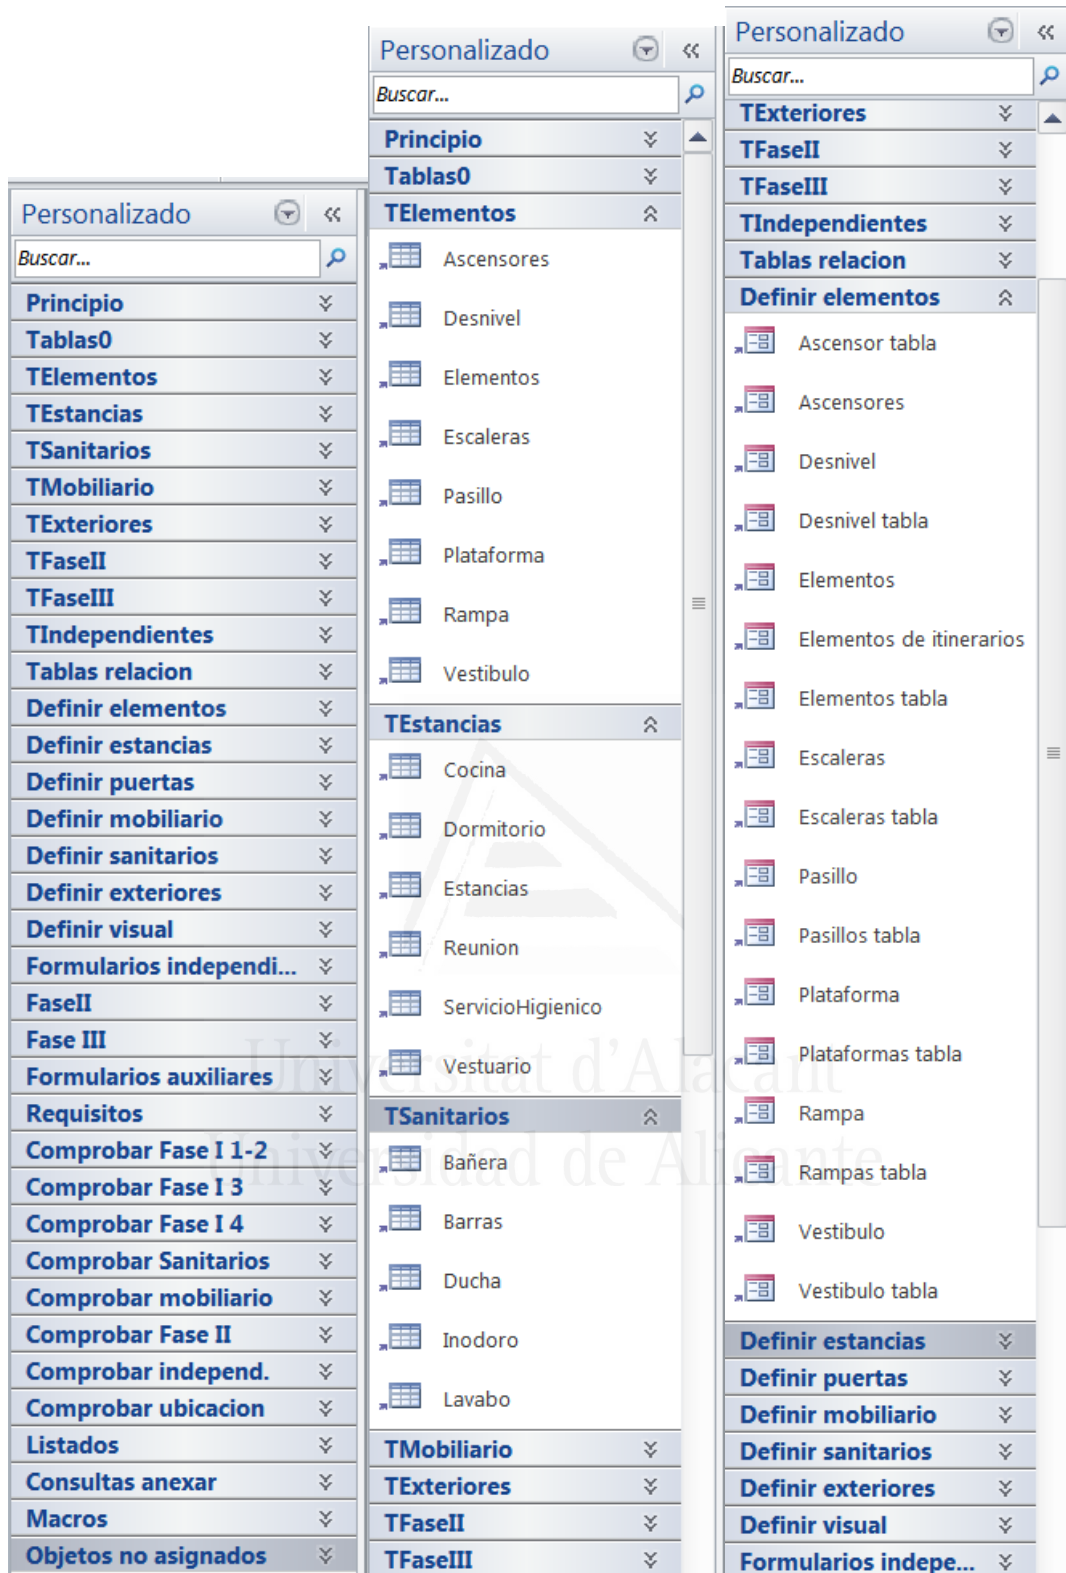 Personalizado
Buscar...
Principio
Tablas0
TElementos
TEstancias
TSanitarios
TMobiliario
TExteriores
TFaseII
TFaseIII
TIndependientes
Tablas relacion
Definir elementos
Definir estancias
Definir puertas
Definir mobiliario
Definir sanitarios
Definir exteriores
Definir visual
Formularios independi...
FaseII
Fase III
Formularios auxiliares
Requisitos
Comprobar Fase I 1-2
Comprobar Fase I 3
Comprobar Fase I 4
Comprobar Sanitarios
Comprobar mobiliario
Comprobar Fase II
Comprobar independ.
Comprobar ubicacion
Listados
Consultas anexar
Macros
Objetos no asignados
Personalizado
Buscar...
Principio
Tablas0
TElementos
Ascensores
Desnivel
Elementos
Escaleras
Pasillo
Plataforma
Rampa
Vestibulo
TEstancias
Cocina
Dormitorio
Estancias
Reunion
ServicioHigienico
Vestuario
TSanitarios
Bañera
Barras
Ducha
Inodoro
Lavabo
TMobiliario
TExteriores
TFaseII
TFaseIII
Personalizado
Buscar...
TExteriores
TFaseII
TFaseIII
TIndependientes
Tablas relacion
Definir elementos
Ascensor tabla
Ascensores
Desnivel
Desnivel tabla
Elementos
Elementos de itinerarios
Elementos tabla
Escaleras
Escaleras tabla
Pasillo
Pasillos tabla
Plataforma
Plataformas tabla
Rampa
Rampas tabla
Vestibulo
Vestibulo tabla
Definir estancias
Definir puertas
Definir mobiliario
Definir sanitarios
Definir exteriores
Definir visual
Formularios indepe...
Universitat d'Alacant
Universidad de Alicante